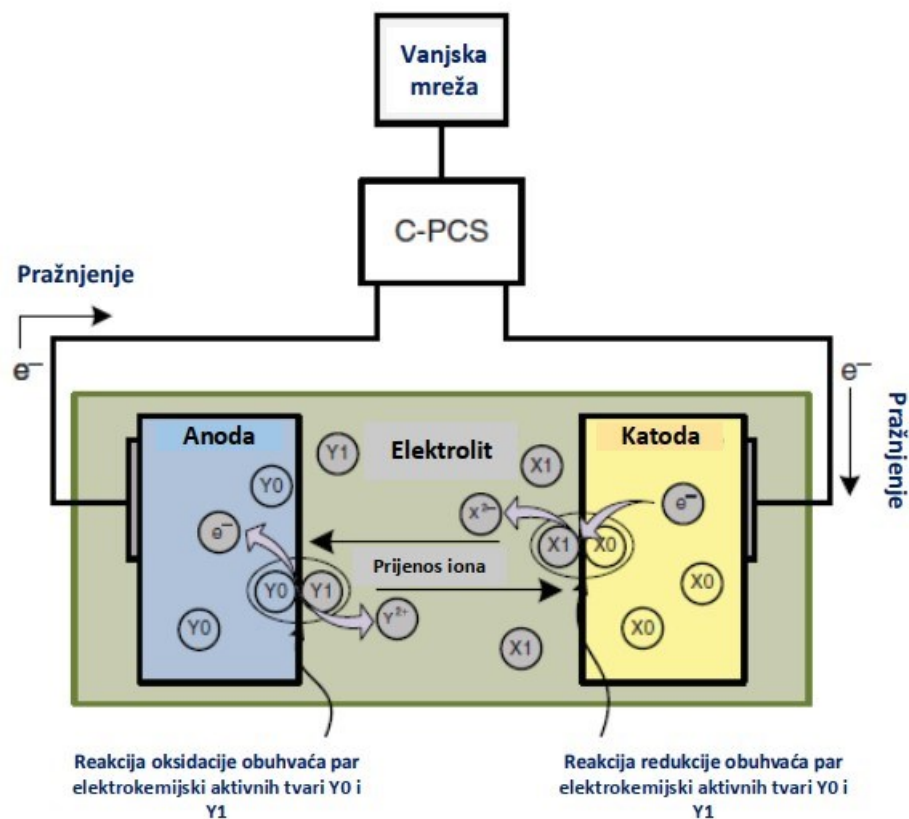 Vanjska
mreža
C-PCS
Pražnjenje
e⁻
e⁻
Pražnjenje
Anoda
Elektrolit
Katoda
Y1
X1
Y0
X²⁻
e⁻
e⁻
X1 X0
Prijenos iona
Y0 Y1
X0
Y²⁺
Y0
X1
X0
Reakcija oksidacije obuhvaća par
elektrokemijski aktivnih tvari Y0 i
Y1
Reakcija redukcije obuhvaća par
elektrokemijski aktivnih tvari Y0 i
Y1